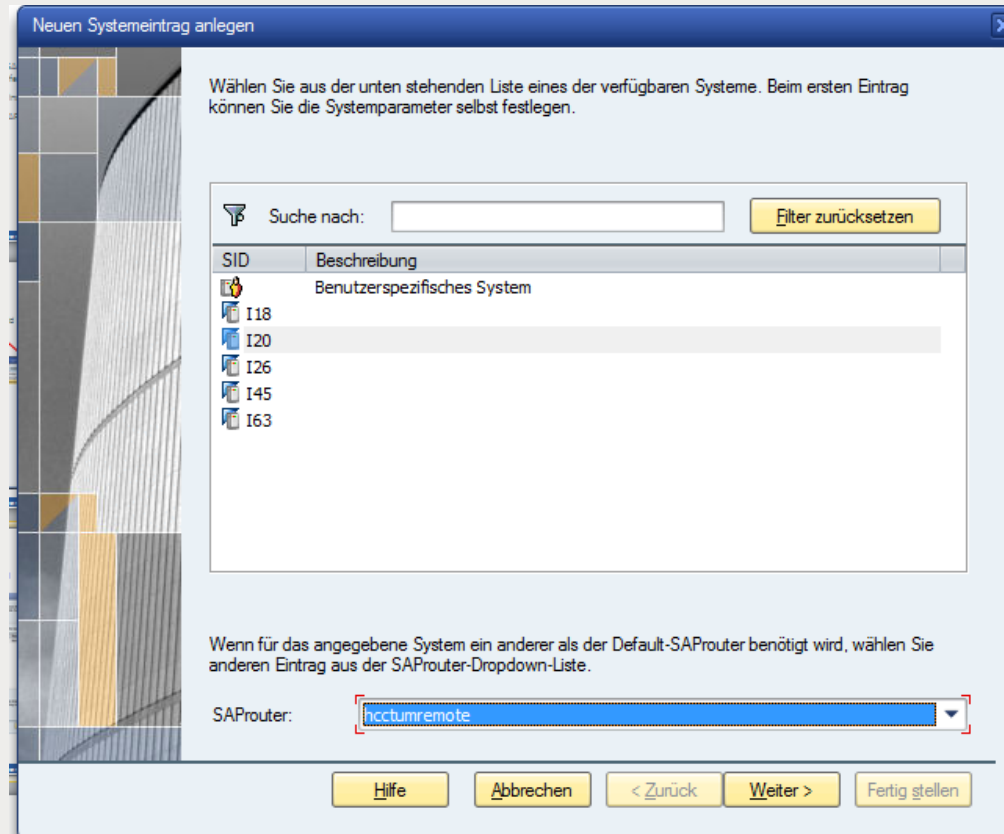 Neuen Systemeintrag anlegen
Wählen Sie aus der unten stehenden Liste eines der verfügbaren Systeme. Beim ersten Eintrag
können Sie die Systemparameter selbst festlegen.
Suche nach:
Filter zurücksetzen
SID Beschreibung
Benutzerspezifisches System
I18
I20
I26
I45
I63
Wenn für das angegebene System ein anderer als der Default-SAProuter benötigt wird, wählen Sie
anderen Eintrag aus der SAProuter-Dropdown-Liste.
SAProuter: hcctumremote
Hilfe Abbrechen < Zurück Weiter > Fertig stellen